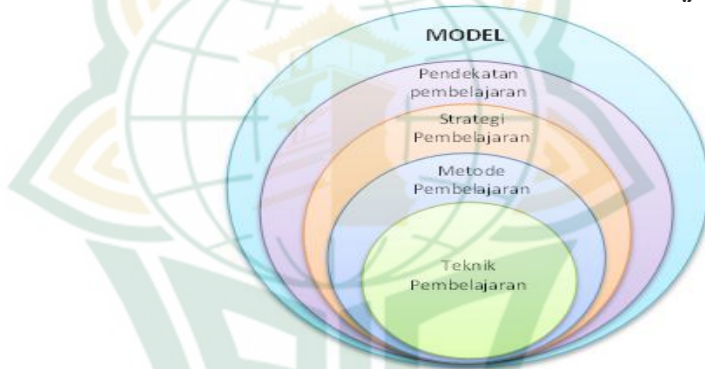 MODEL
Pendekatan
pembelajaran
Strategi
Pembelajaran
Metode
Pembelajaran
Teknik
Pembelajaran